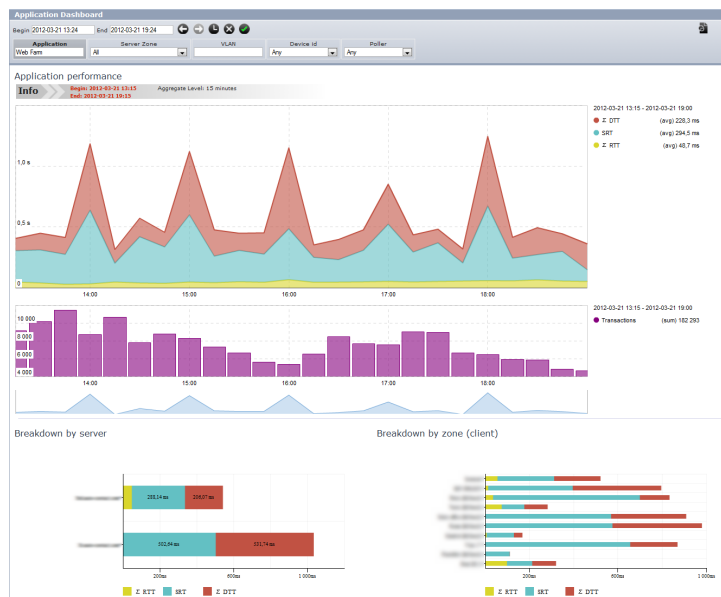 Application Dashboard
Begin 2012-03-21 13:24 End 2012-03-21 19:24
Application Server Zone VLAN Device id Poller
Web Farm All Any Any
Application performance
Info Begin: 2012-03-21 13:15 Aggregate Level: 15 minutes
End: 2012-03-21 19:15
2012-03-21 13:15 - 2012-03-21 19:00
Σ DTT (avg) 228,3 ms
SRT (avg) 294,5 ms
Σ RTT (avg) 48,7 ms
1,0 s
0,5 s
0
14:00 15:00 16:00 17:00 18:00
2012-03-21 13:15 - 2012-03-21 19:00
Transactions (sum) 182 293
10 000
8 000
6 000
4 000
14:00 15:00 16:00 17:00 18:00
Breakdown by server Breakdown by zone (client)
288,14 ms 206,07 ms
502,64 ms 531,74 ms
200ms 600ms 1 000ms
200ms 600ms 1 000ms
Σ RTT SRT Σ DTT
Σ RTT SRT Σ DTT